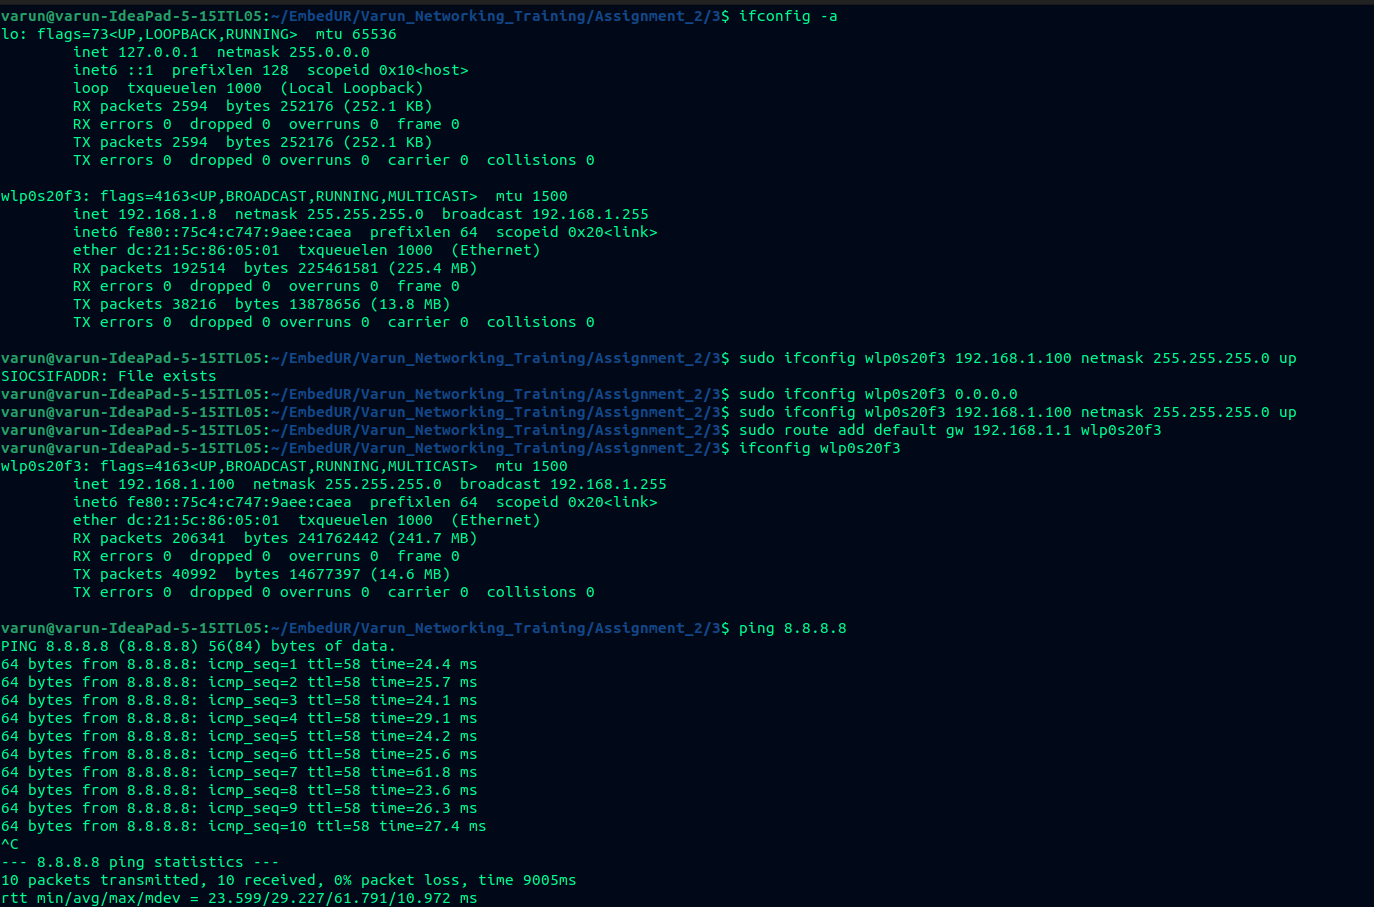 varun@varun-IdeaPad-5-15ITL05:~/EmbedUR/Varun_Networking_Training/Assignment_2/3$ ifconfig -a
lo: flags=73<UP,LOOPBACK,RUNNING>  mtu 65536
        inet 127.0.0.1  netmask 255.0.0.0
        inet6 ::1  prefixlen 128  scopeid 0x10<host>
        loop  txqueuelen 1000  (Local Loopback)
        RX packets 2594  bytes 252176 (252.1 KB)
        RX errors 0  dropped 0  overruns 0  frame 0
        TX packets 2594  bytes 252176 (252.1 KB)
        TX errors 0  dropped 0 overruns 0  carrier 0  collisions 0

wlp0s20f3: flags=4163<UP,BROADCAST,RUNNING,MULTICAST>  mtu 1500
        inet 192.168.1.8  netmask 255.255.255.0  broadcast 192.168.1.255
        inet6 fe80::75c4:c747:9aee:caea  prefixlen 64  scopeid 0x20<link>
        ether dc:21:5c:86:05:01  txqueuelen 1000  (Ethernet)
        RX packets 192514  bytes 225461581 (225.4 MB)
        RX errors 0  dropped 0  overruns 0  frame 0
        TX packets 38216  bytes 13878656 (13.8 MB)
        TX errors 0  dropped 0 overruns 0  carrier 0  collisions 0

varun@varun-IdeaPad-5-15ITL05:~/EmbedUR/Varun_Networking_Training/Assignment_2/3$ sudo ifconfig wlp0s20f3 192.168.1.100 netmask 255.255.255.0 up
SIOCSIFADDR: File exists
varun@varun-IdeaPad-5-15ITL05:~/EmbedUR/Varun_Networking_Training/Assignment_2/3$ sudo ifconfig wlp0s20f3 0.0.0.0
varun@varun-IdeaPad-5-15ITL05:~/EmbedUR/Varun_Networking_Training/Assignment_2/3$ sudo ifconfig wlp0s20f3 192.168.1.100 netmask 255.255.255.0 up
varun@varun-IdeaPad-5-15ITL05:~/EmbedUR/Varun_Networking_Training/Assignment_2/3$ sudo route add default gw 192.168.1.1 wlp0s20f3
varun@varun-IdeaPad-5-15ITL05:~/EmbedUR/Varun_Networking_Training/Assignment_2/3$ ifconfig wlp0s20f3
wlp0s20f3: flags=4163<UP,BROADCAST,RUNNING,MULTICAST>  mtu 1500
        inet 192.168.1.100  netmask 255.255.255.0  broadcast 192.168.1.255
        inet6 fe80::75c4:c747:9aee:caea  prefixlen 64  scopeid 0x20<link>
        ether dc:21:5c:86:05:01  txqueuelen 1000  (Ethernet)
        RX packets 206341  bytes 241762442 (241.7 MB)
        RX errors 0  dropped 0  overruns 0  frame 0
        TX packets 40992  bytes 14677397 (14.6 MB)
        TX errors 0  dropped 0 overruns 0  carrier 0  collisions 0

varun@varun-IdeaPad-5-15ITL05:~/EmbedUR/Varun_Networking_Training/Assignment_2/3$ ping 8.8.8.8
PING 8.8.8.8 (8.8.8.8) 56(84) bytes of data.
64 bytes from 8.8.8.8: icmp_seq=1 ttl=58 time=24.4 ms
64 bytes from 8.8.8.8: icmp_seq=2 ttl=58 time=25.7 ms
64 bytes from 8.8.8.8: icmp_seq=3 ttl=58 time=24.1 ms
64 bytes from 8.8.8.8: icmp_seq=4 ttl=58 time=29.1 ms
64 bytes from 8.8.8.8: icmp_seq=5 ttl=58 time=24.2 ms
64 bytes from 8.8.8.8: icmp_seq=6 ttl=58 time=25.6 ms
64 bytes from 8.8.8.8: icmp_seq=7 ttl=58 time=61.8 ms
64 bytes from 8.8.8.8: icmp_seq=8 ttl=58 time=23.6 ms
64 bytes from 8.8.8.8: icmp_seq=9 ttl=58 time=26.3 ms
64 bytes from 8.8.8.8: icmp_seq=10 ttl=58 time=27.4 ms
^C
--- 8.8.8.8 ping statistics ---
10 packets transmitted, 10 received, 0% packet loss, time 9005ms
rtt min/avg/max/mdev = 23.599/29.227/61.791/10.972 ms